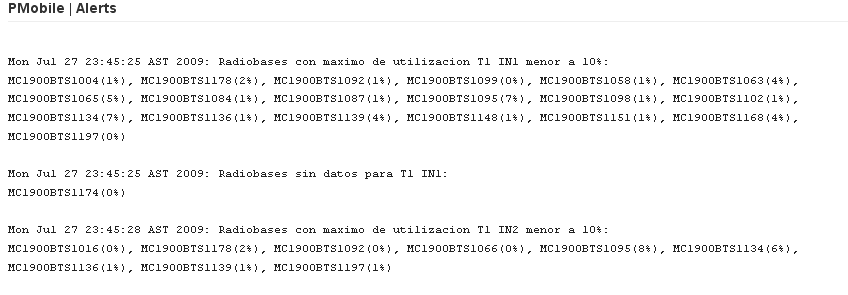 PMobile | Alerts
Mon Jul 27 23:45:25 AST 2009: Radiobases con maximo de utilizacion T1 IN1 menor a 10%:
MC1900BTS1004(1%), MC1900BTS1178(2%), MC1900BTS1092(1%), MC1900BTS1099(0%), MC1900BTS1058(1%), MC1900BTS1063(4%),
MC1900BTS1065(5%), MC1900BTS1084(1%), MC1900BTS1087(1%), MC1900BTS1095(7%), MC1900BTS1098(1%), MC1900BTS1102(1%),
MC1900BTS1134(7%), MC1900BTS1136(1%), MC1900BTS1139(4%), MC1900BTS1148(1%), MC1900BTS1151(1%), MC1900BTS1168(4%),
MC1900BTS1197(0%)
Mon Jul 27 23:45:25 AST 2009: Radiobases sin datos para T1 IN1:
MC1900BTS1174(0%)
Mon Jul 27 23:45:28 AST 2009: Radiobases con maximo de utilizacion T1 IN2 menor a 10%:
MC1900BTS1016(0%), MC1900BTS1178(2%), MC1900BTS1092(0%), MC1900BTS1066(0%), MC1900BTS1095(8%), MC1900BTS1134(6%),
MC1900BTS1136(1%), MC1900BTS1139(1%), MC1900BTS1197(1%)